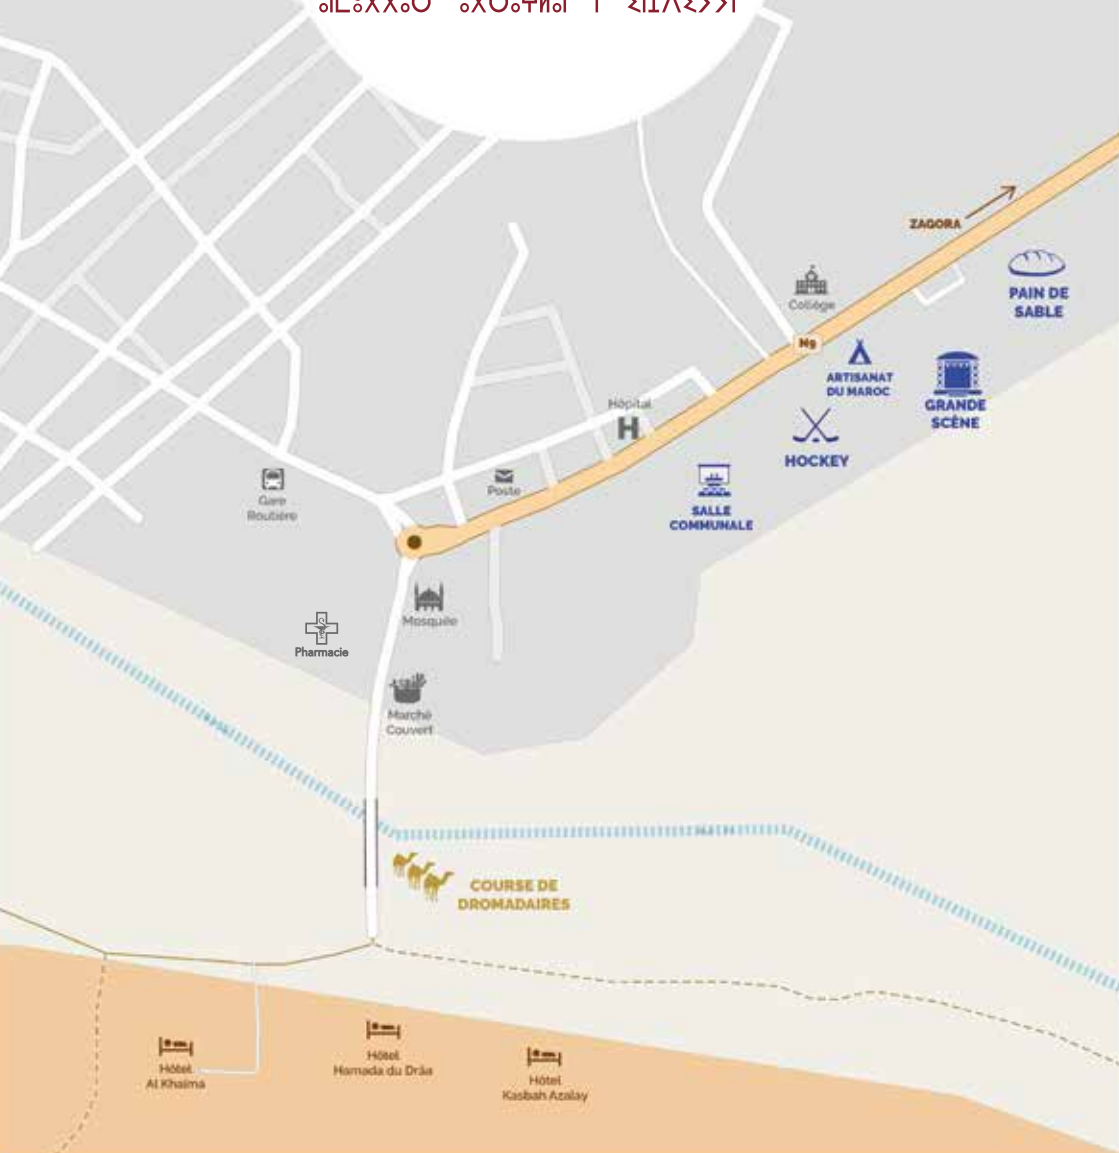 ZAGORA
PAIN DE
SABLE
Collège
N9
ARTISANAT
DU MAROC
GRANDE
SCÈNE
Hôpital
H
HOCKEY
Gare
Routière
Poste
SALLE
COMMUNALE
Mosquée
Pharmacie
Marché
Couvert
COURSE DE
DROMADAIRES
Hôtel
Al Khaima
Hôtel
Hamada du Drâa
Hôtel
Kasbah Azalay